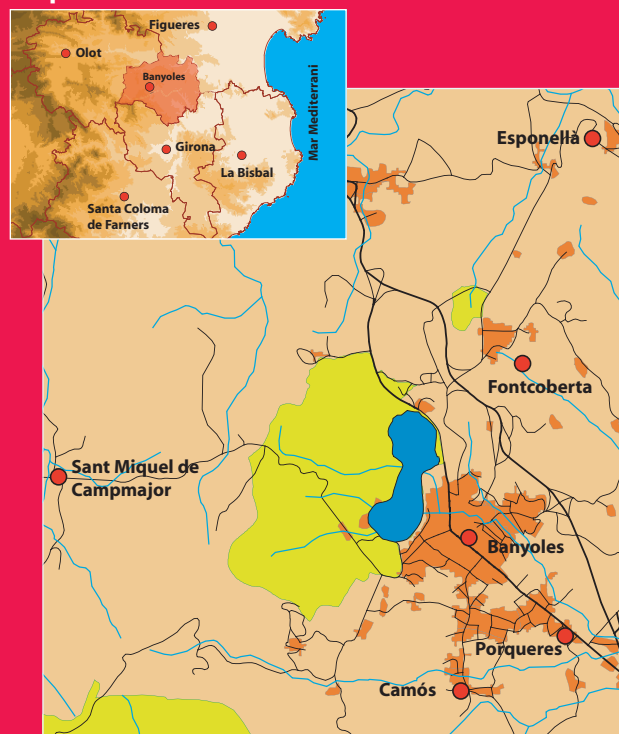 Figueres
Olot
Banyoles
Girona
La Bisbal
Mar Mediterrani
Santa Coloma
de Farners
Esponellà
Fontcoberta
Sant Miquel de
Campmajor
Banyoles
Porqueres
Camós